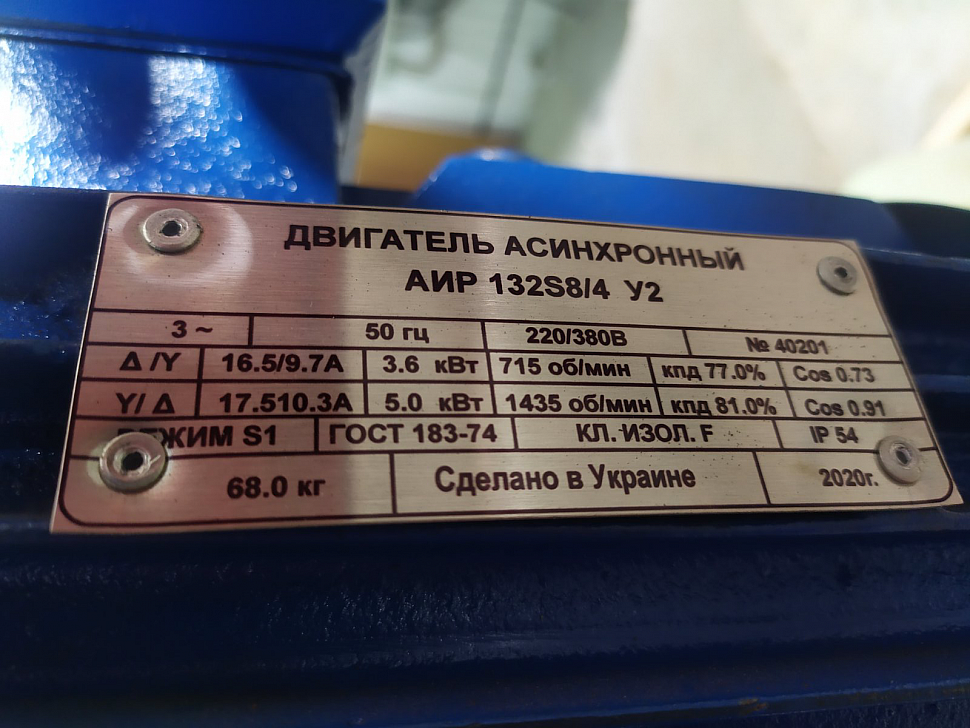 ДВИГАТЕЛЬ АСИНХРОННЫЙ
АИР 132S8/4 У2
3 ~ 50 гц 220/380В № 40201
Δ /Y 16.5/9.7А 3.6 кВт 715 об/мин кпд 77.0% Cos 0.73
Y/ Δ 17.510.3А 5.0 кВт 1435 об/мин кпд 81.0% Cos 0.91
РЕЖИМ S1 ГОСТ 183-74 КЛ. ИЗОЛ. F IP 54
68.0 кг Сделано в Украине 2020г.